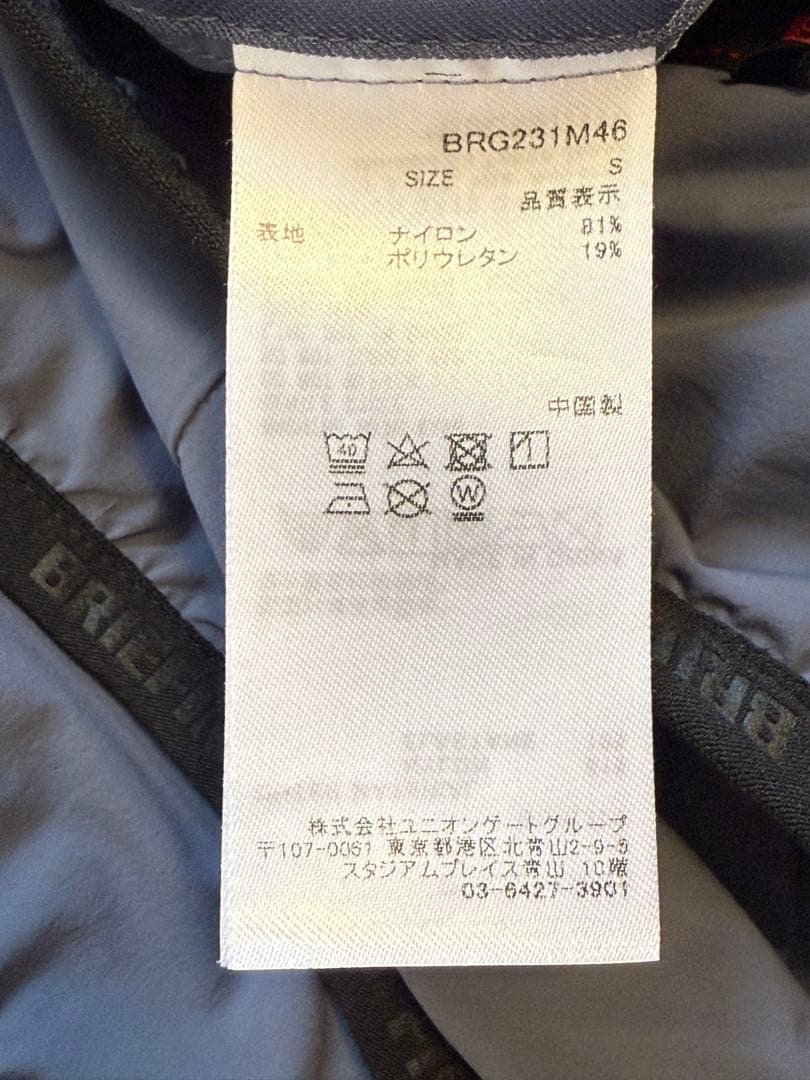 BRG231M46
SIZE S
品質表示
表地 ナイロン 81%
ポリウレタン 19%
中国製
40
W
株式会社ユニオンゲートグループ
〒107-0061 東京都港区北青山2-9-5
スタジアムプレイス青山 10階
03-6427-3901
BRIEFI
BRI